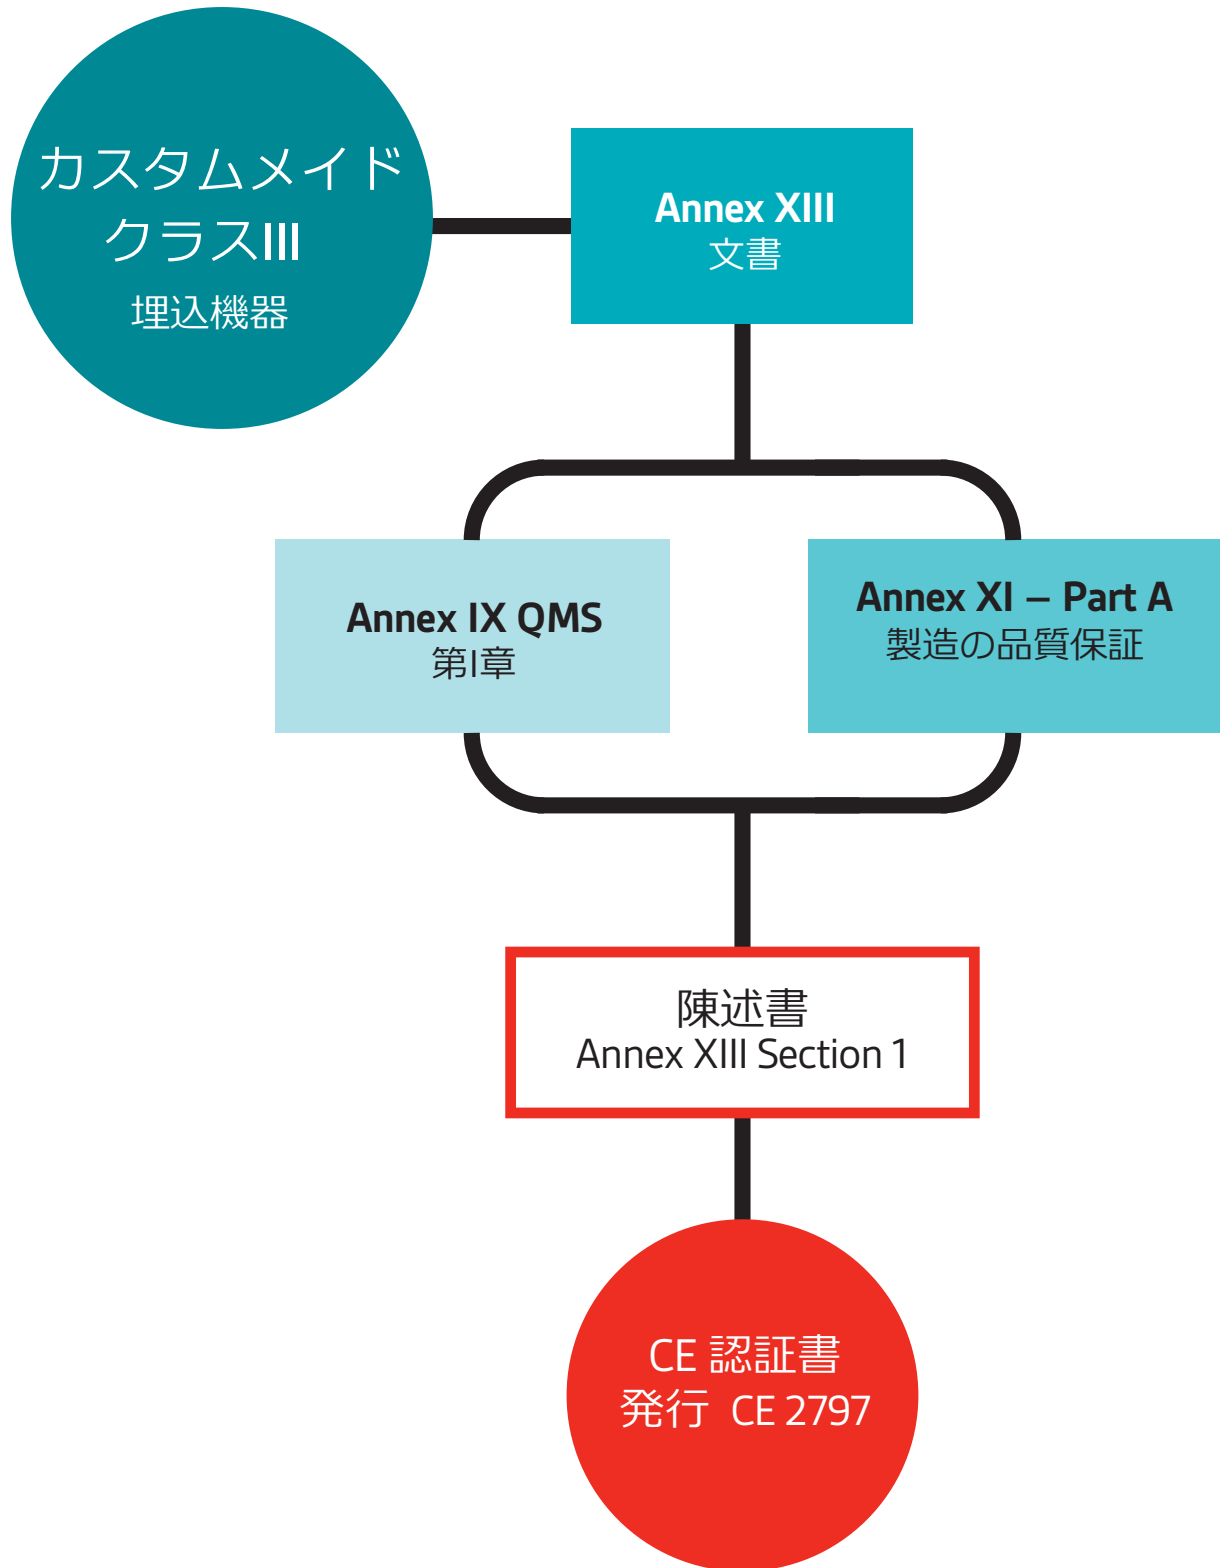 カスタムメイド
クラスIII
埋込機器
Annex XIII
文書
Annex IX QMS
第I章
Annex XI – Part A
製造の品質保証
陳述書
Annex XIII Section 1
CE 認証書
発行 CE 2797